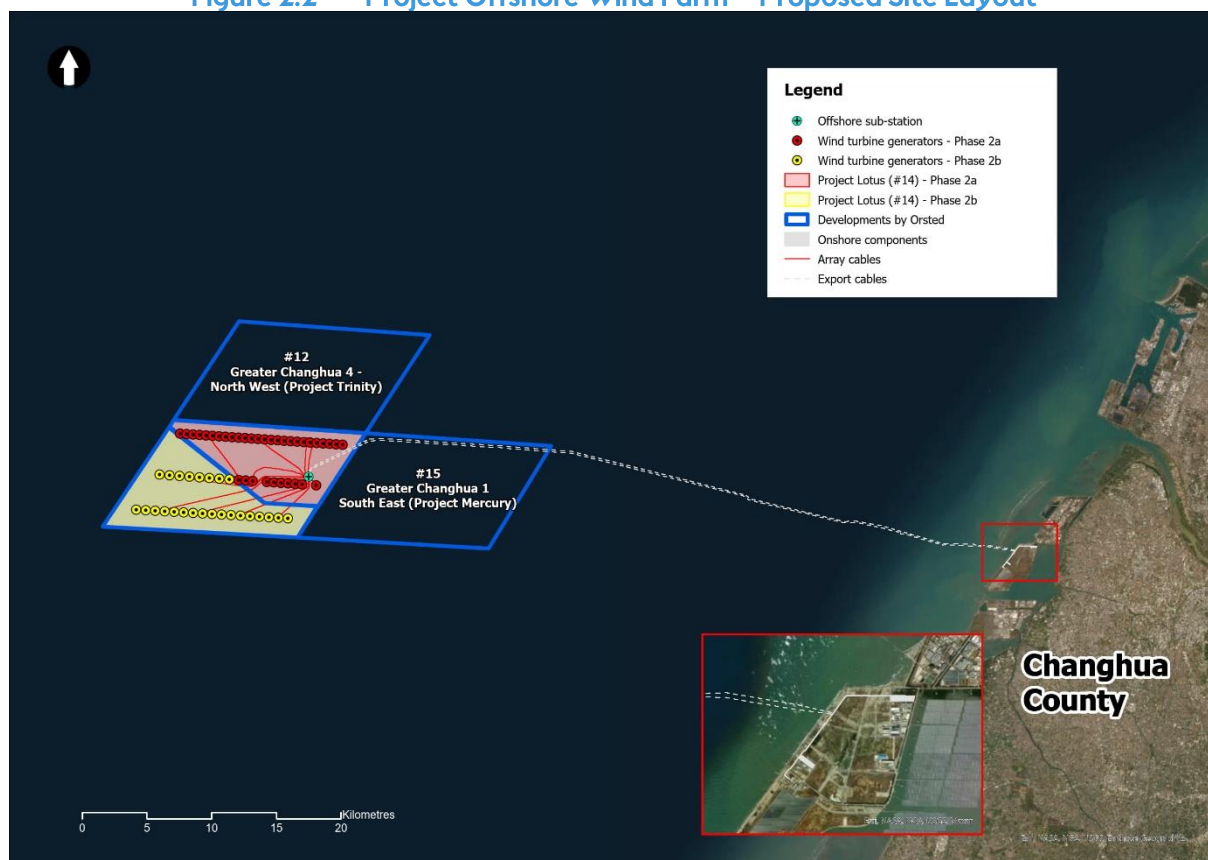 Figure 2.2 Project Offshore Wind Farm – Proposed Site Layout
Legend
Offshore sub-station
Wind turbine generators - Phase 2a
Wind turbine generators - Phase 2b
Project Lotus (#14) - Phase 2a
Project Lotus (#14) - Phase 2b
Developments by Orsted
Onshore components
Array cables
Export cables
#12
Greater Changhua 4 -
North West (Project Trinity)
#15
Greater Changhua 1
South East (Project Mercury)
Changhua
County
Kilometres
0 5 10 15 20